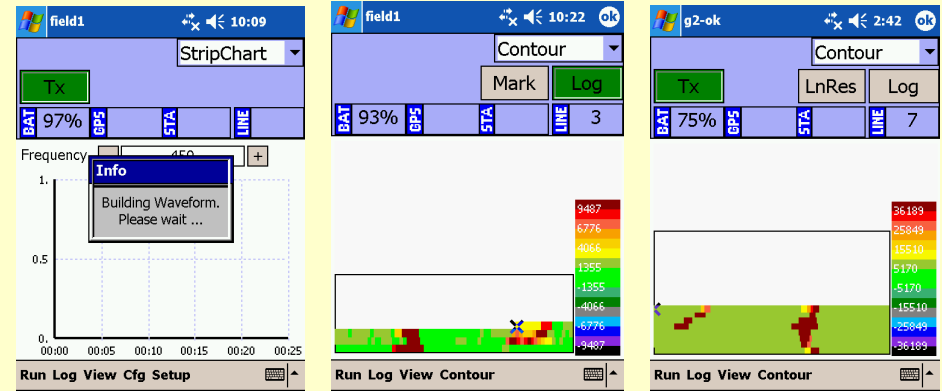 field1
10:09
StripChart
Tx
BAT 97% GPS STA LINE
Frequency - 450 +
Info
Building Waveform.
Please wait ...
1.
0.5
0.
00:00 00:05 00:10 00:15 00:20 00:25
Run Log View Cfg Setup
field1
10:22 ok
Contour
Mark Log
BAT 93% GPS STA LINE 3
9487
6776
4066
1355
-1355
-4066
-6776
-9487
Run Log View Contour
g2-ok
2:42 ok
Contour
Tx LnRes Log
BAT 75% GPS STA LINE 7
36189
25849
15510
5170
-5170
-15510
-25849
-36189
Run Log View Contour